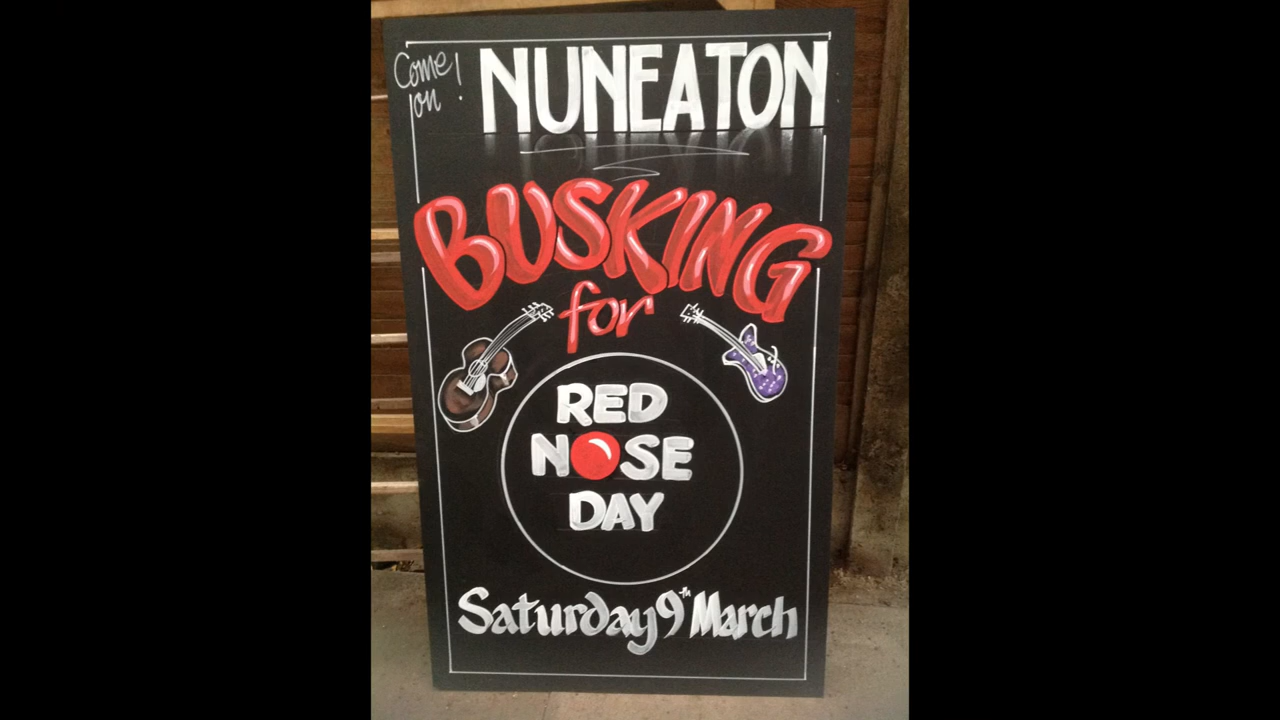 Come on! NUNEATON
BUSKING
for
RED
NOSE
DAY
Saturday 9th March